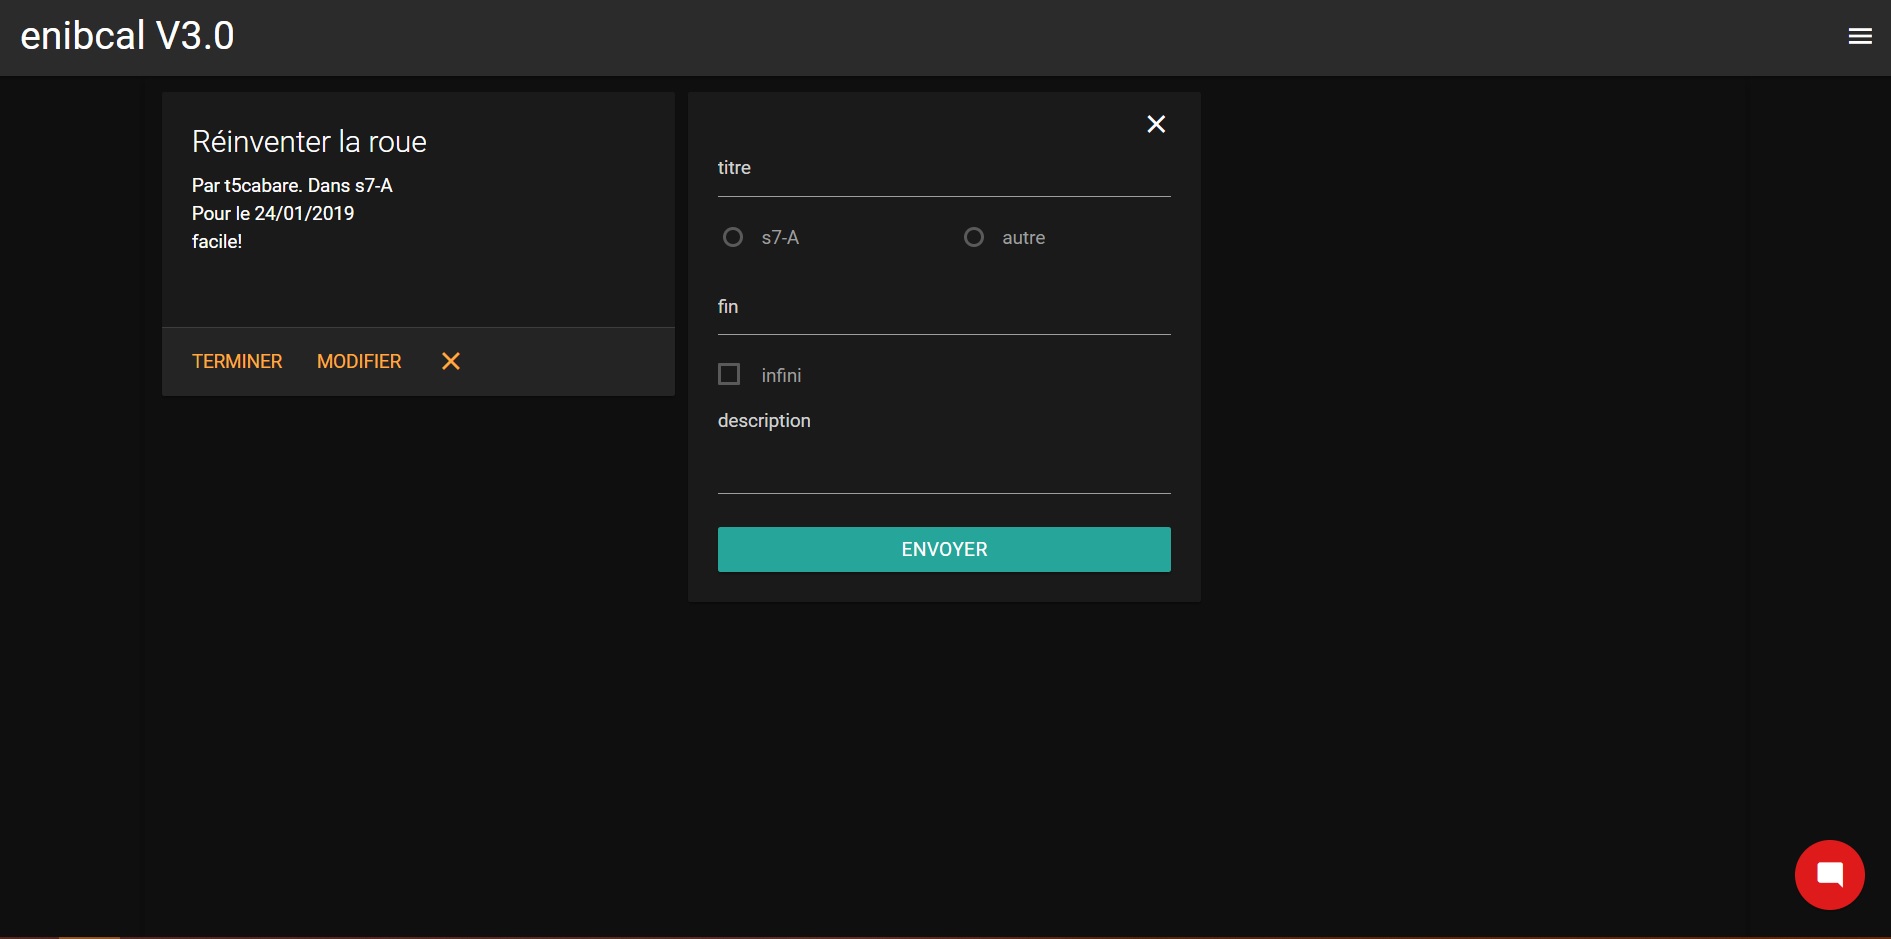 enibcal V3.0
Réinventer la roue
Par t5cabare. Dans s7-A
Pour le 24/01/2019
facile!
TERMINER MODIFIER
titre
s7-A autre
fin
infini
description
ENVOYER